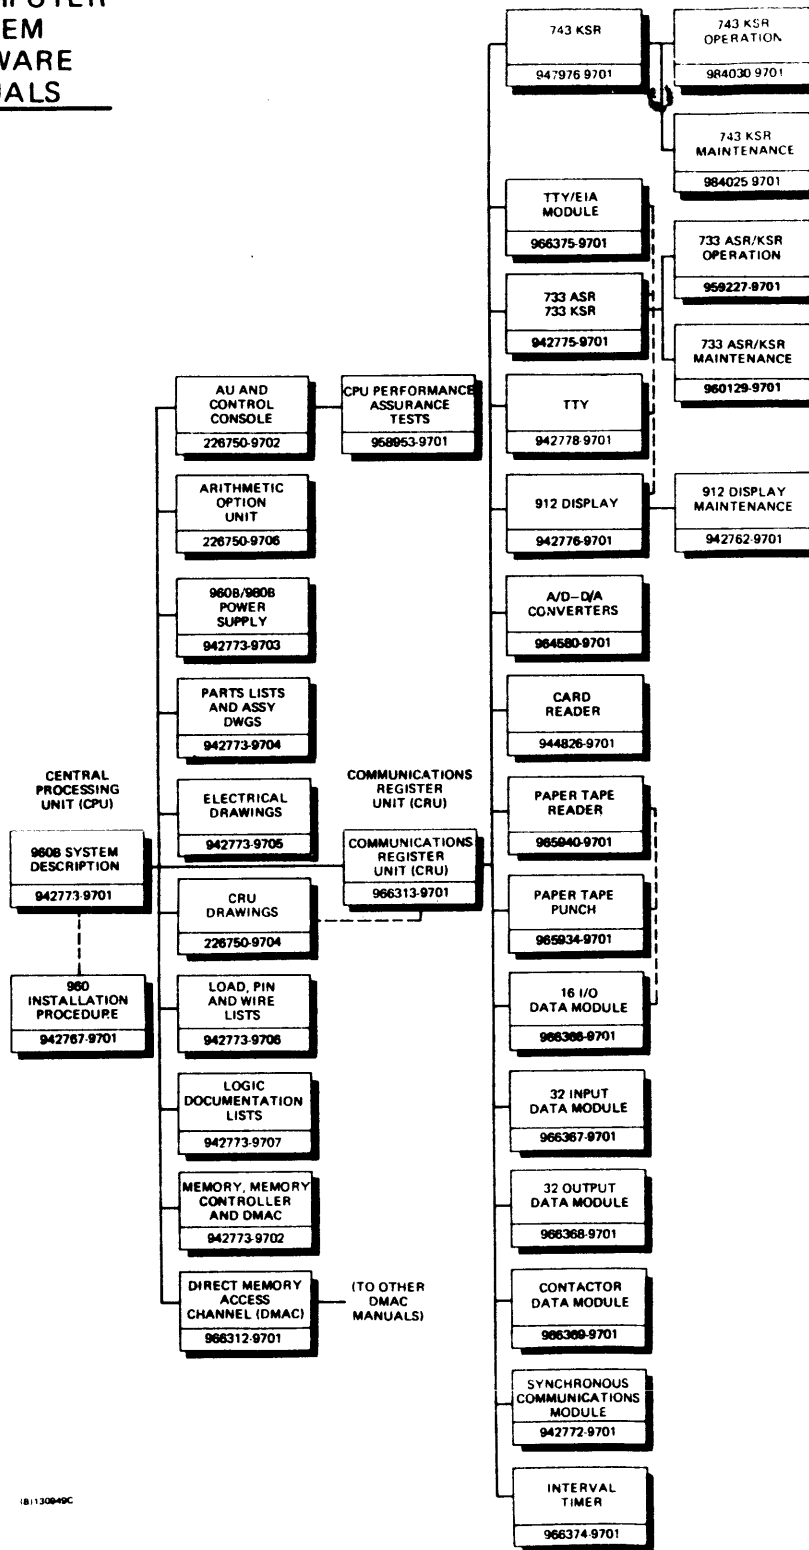 743 KSR
947976 9701
743 KSR
OPERATION
984030 9701
743 KSR
MAINTENANCE
984025 9701
TTY/EIA
MODULE
966375-9701
733 ASR
733 KSR
942775-9701
733 ASR/KSR
OPERATION
959227-9701
733 ASR/KSR
MAINTENANCE
960129-9701
AU AND
CONTROL
CONSOLE
226750-9702
CPU PERFORMANCE
ASSURANCE
TESTS
958953-9701
TTY
942778-9701
ARITHMETIC
OPTION
UNIT
226750-9706
912 DISPLAY
942776-9701
912 DISPLAY
MAINTENANCE
942762-9701
960B/980B
POWER
SUPPLY
942773-9703
A/D-D/A
CONVERTERS
964580-9701
PARTS LISTS
AND ASSY
DWGS
942773-9704
CARD
READER
944826-9701
CENTRAL
PROCESSING
UNIT (CPU)
960B SYSTEM
DESCRIPTION
942773-9701
960
INSTALLATION
PROCEDURE
942767-9701
ELECTRICAL
DRAWINGS
942773-9705
COMMUNICATIONS
REGISTER
UNIT (CRU)
COMMUNICATIONS
REGISTER
UNIT (CRU)
966313-9701
PAPER TAPE
READER
965940-9701
CRU
DRAWINGS
226750-9704
PAPER TAPE
PUNCH
965934-9701
LOAD, PIN
AND WIRE
LISTS
942773-9706
16 I/O
DATA MODULE
966366-9701
LOGIC
DOCUMENTATION
LISTS
942773-9707
32 INPUT
DATA MODULE
966367-9701
MEMORY, MEMORY
CONTROLLER
AND DMAC
942773-9702
32 OUTPUT
DATA MODULE
966368-9701
DIRECT MEMORY
ACCESS
CHANNEL (DMAC)
966312-9701
(TO OTHER
DMAC
MANUALS)
CONTACTOR
DATA MODULE
966369-9701
SYNCHRONOUS
COMMUNICATIONS
MODULE
942772-9701
INTERVAL
TIMER
966374-9701
(B)130949C